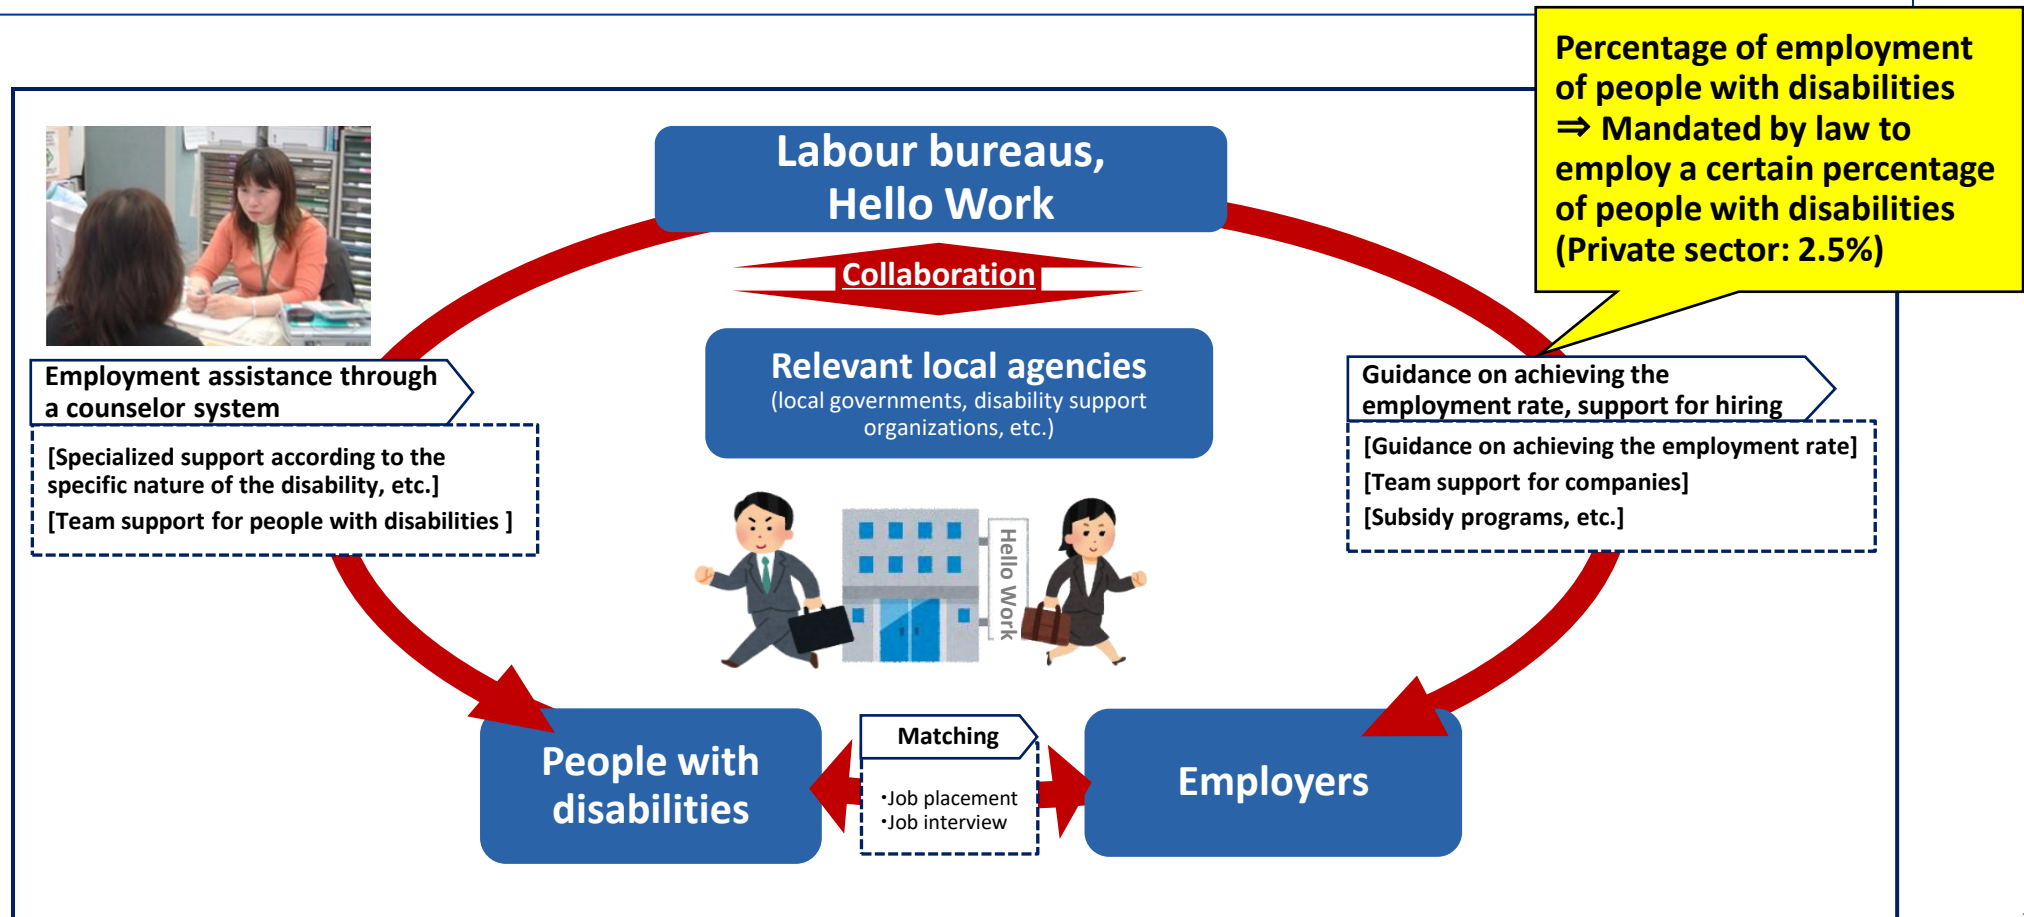 Percentage of employment
of people with disabilities
⇒ Mandated by law to
employ a certain percentage
of people with disabilities
(Private sector: 2.5%)
Labour bureaus,
Hello Work
Collaboration
Relevant local agencies
(local governments, disability support
organizations, etc.)
Employment assistance through
a counselor system
[Specialized support according to the
specific nature of the disability, etc.]
[Team support for people with disabilities ]
Guidance on achieving the
employment rate, support for hiring
[Guidance on achieving the employment rate]
[Team support for companies]
[Subsidy programs, etc.]
Hello Work
People with
disabilities
Matching
・Job placement
・Job interview
Employers